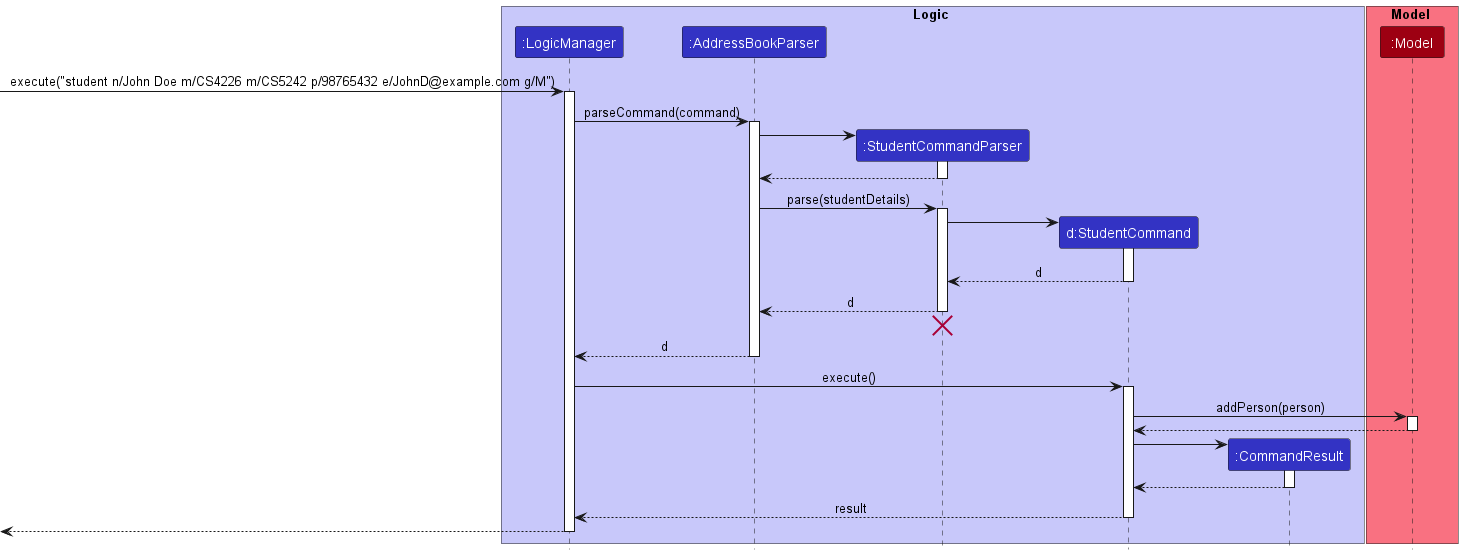 Logic
Model
:LogicManager
:AddressBookParser
:Model
execute("student n/John Doe m/CS4226 m/CS5242 p/98765432 e/JohnD@example.com g/M")
parseCommand(command)
:StudentCommandParser
parse(studentDetails)
d:StudentCommand
d
d
d
execute()
addPerson(person)
:CommandResult
result